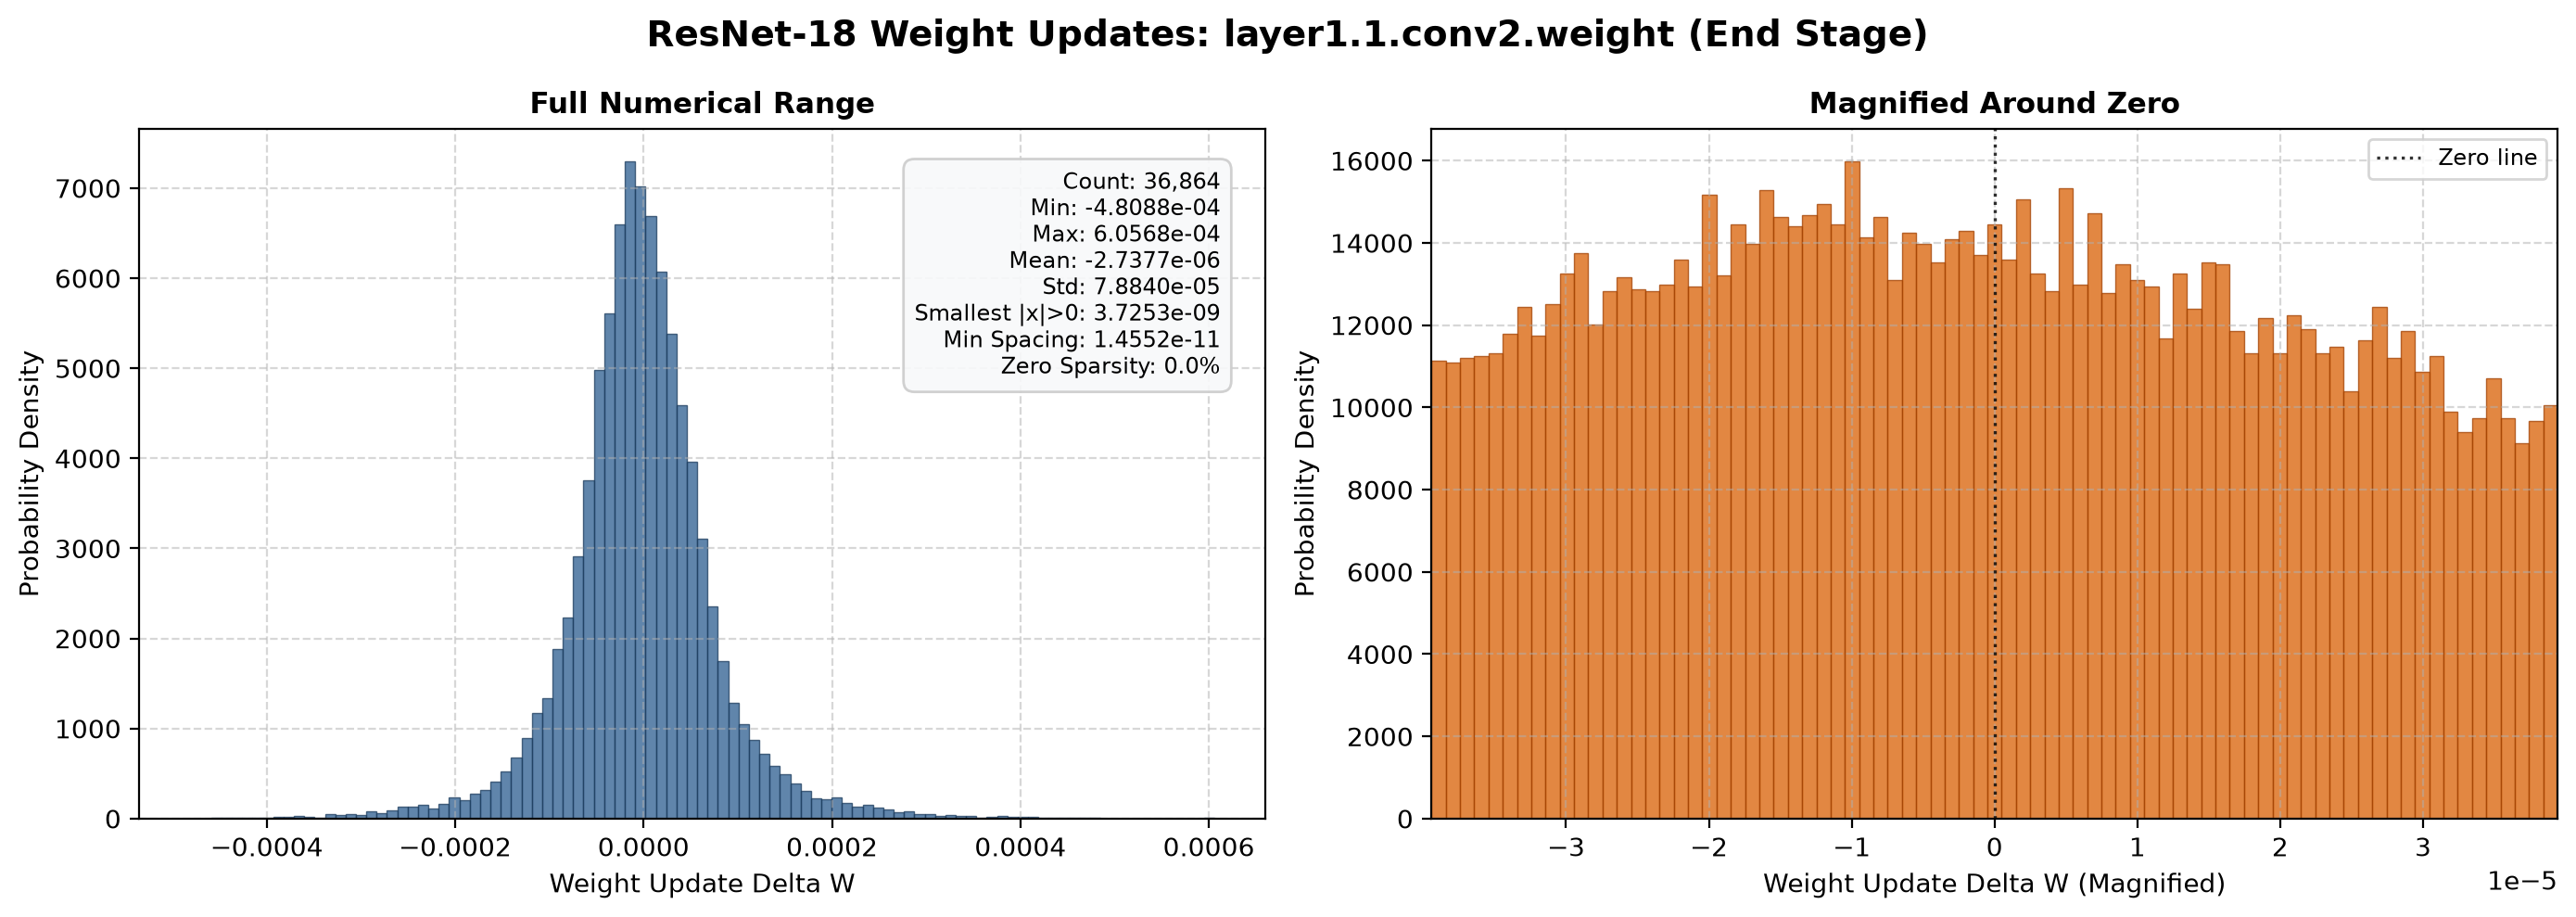 ResNet-18 Weight Updates: layer1.1.conv2.weight (End Stage)
Full Numerical Range
Probability Density
7000
6000
5000
4000
3000
2000
1000
0
Count: 36,864
Min: -4.8088e-04
Max: 6.0568e-04
Mean: -2.7377e-06
Std: 7.8840e-05
Smallest |x|>0: 3.7253e-09
Min Spacing: 1.4552e-11
Zero Sparsity: 0.0%
−0.0004 −0.0002 0.0000 0.0002 0.0004 0.0006
Weight Update Delta W
Magnified Around Zero
Probability Density
16000
14000
12000
10000
8000
6000
4000
2000
0
Zero line
−3 −2 −1 0 1 2 3
1e−5
Weight Update Delta W (Magnified)